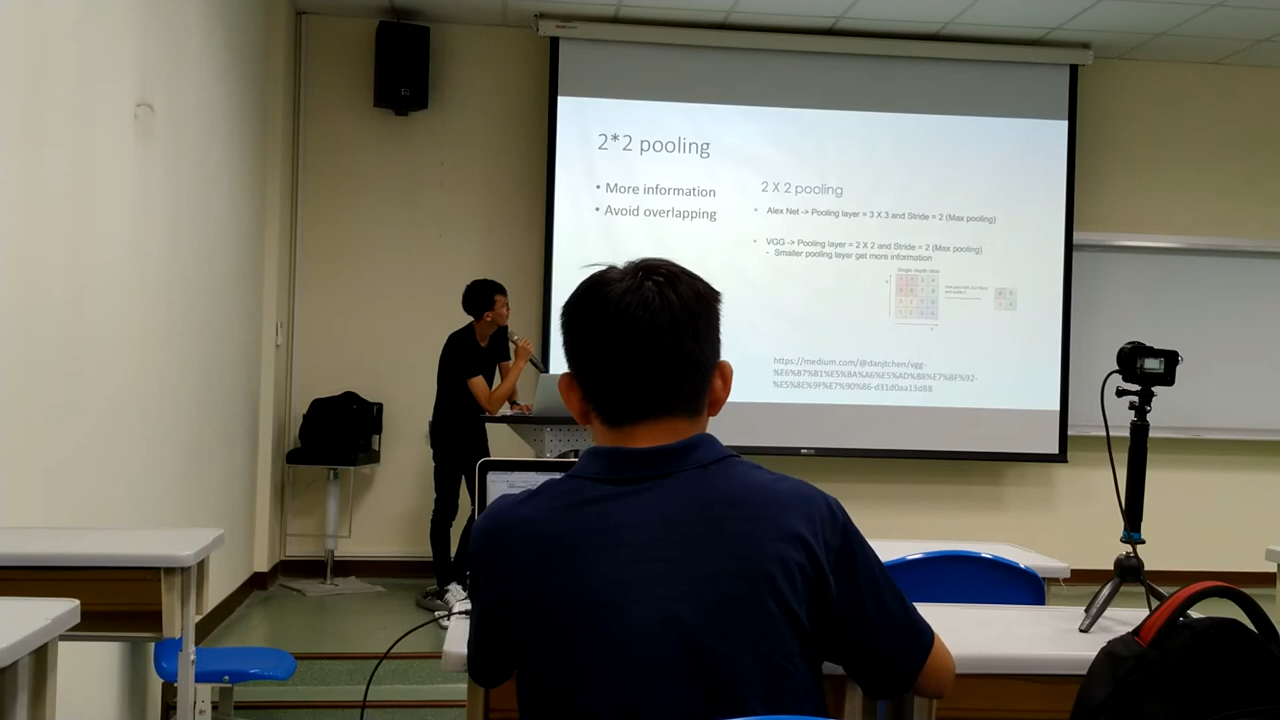 2*2 pooling
• More information
• Avoid overlapping
2 X 2 pooling
• Alex Net -> Pooling layer = 3 X 3 and Stride = 2 (Max pooling)
• VGG -> Pooling layer = 2 X 2 and Stride = 2 (Max pooling)
- Smaller pooling layer get more information
Single depth slice
https://medium.com/@danjtchen/vgg-
%E6%B7%B1%E5%BA%A6%E5%AD%B8%E7%BF%92-
%E5%8E%9F%E7%90%86-d31d0aa13d88